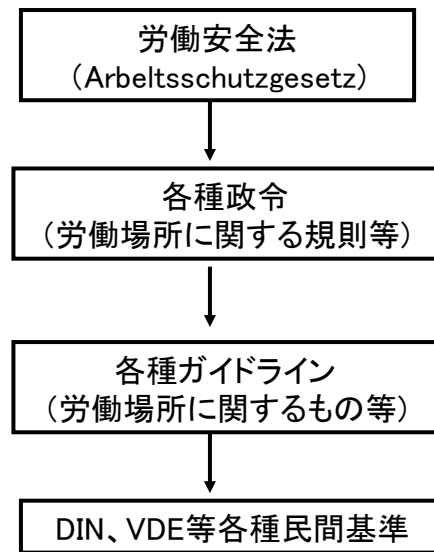 労働安全法
（Arbeitsschutzgesetz）
各種政令
（労働場所に関する規則等）
各種ガイドライン
（労働場所に関するもの等）
DIN、VDE等各種民間基準